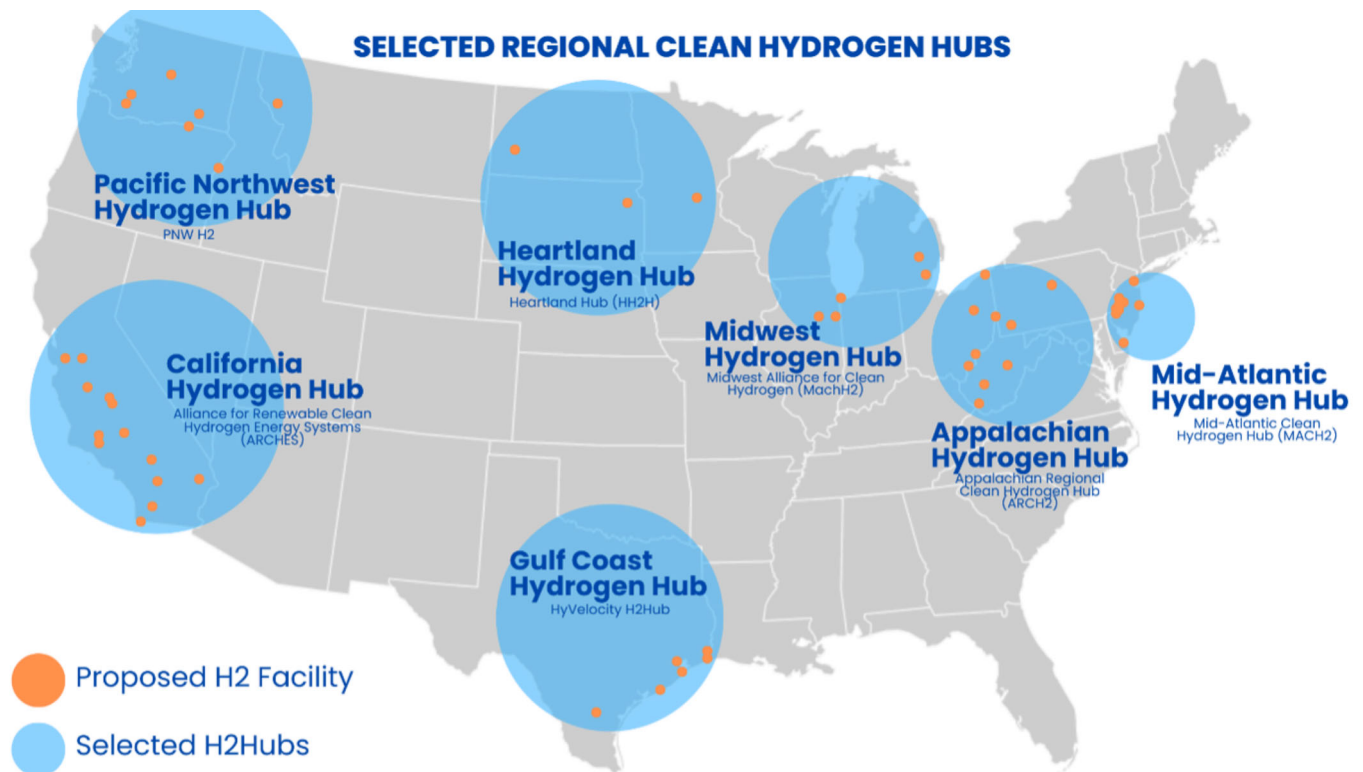 SELECTED REGIONAL CLEAN HYDROGEN HUBS
Pacific Northwest
Hydrogen Hub
PNW H2
Heartland
Hydrogen Hub
Heartland Hub (HH2H)
Midwest
Hydrogen Hub
Midwest Alliance for Clean
Hydrogen (MachH2)
California
Hydrogen Hub
Alliance for Renewable Clean
Hydrogen Energy Systems
(ARCHES)
Mid-Atlantic
Hydrogen Hub
Mid-Atlantic Clean
Hydrogen Hub (MACH2)
Appalachian
Hydrogen Hub
Appalachian Regional
Clean Hydrogen Hub
(ARCH2)
Gulf Coast
Hydrogen Hub
HyVelocity H2Hub
Proposed H2 Facility
Selected H2Hubs